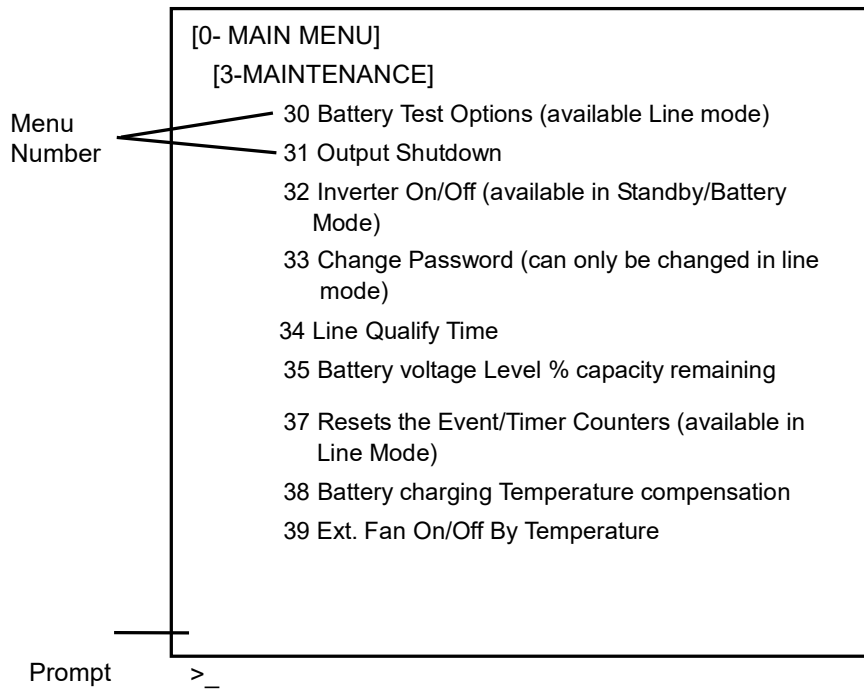 [0- MAIN MENU]
[3-MAINTENANCE]
Menu
Number
30 Battery Test Options (available Line mode)
31 Output Shutdown
32 Inverter On/Off (available in Standby/Battery
Mode)
33 Change Password (can only be changed in line
mode)
34 Line Qualify Time
35 Battery voltage Level % capacity remaining
37 Resets the Event/Timer Counters (available in
Line Mode)
38 Battery charging Temperature compensation
39 Ext. Fan On/Off By Temperature
Prompt
>_